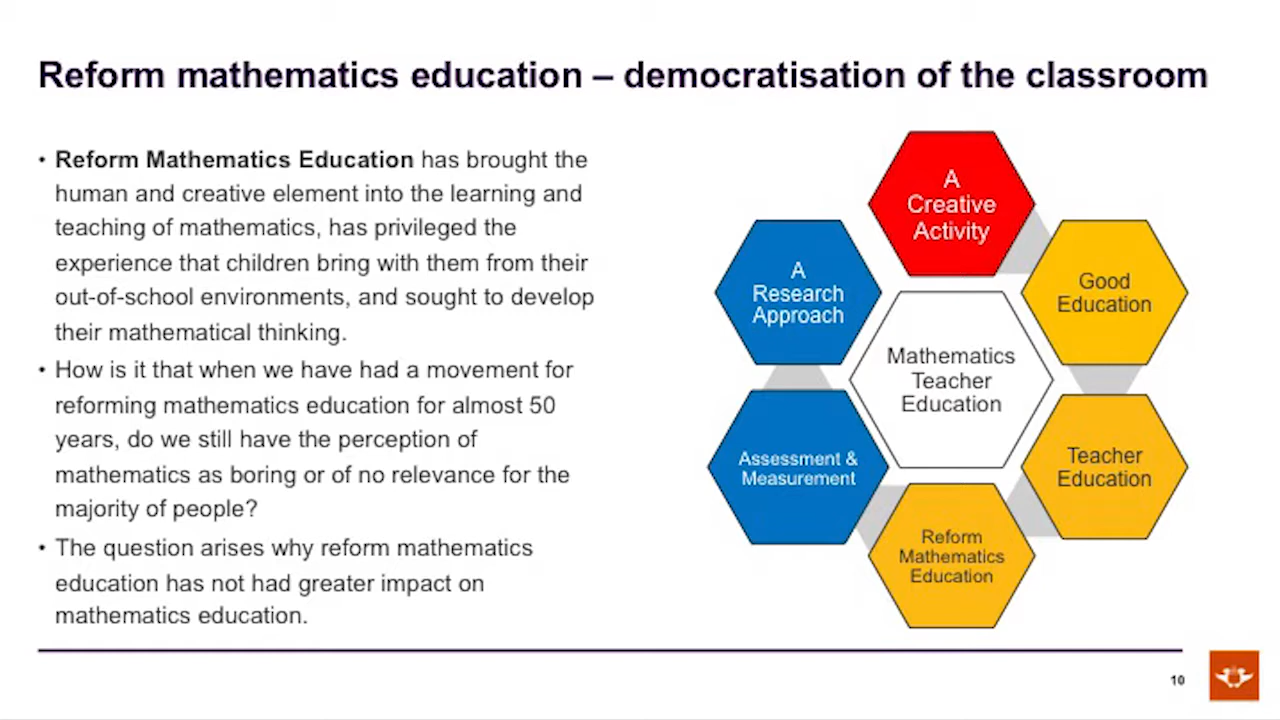 Reform mathematics education – democratisation of the classroom
• Reform Mathematics Education has brought the
human and creative element into the learning and
teaching of mathematics, has privileged the
experience that children bring with them from their
out-of-school environments, and sought to develop
their mathematical thinking.
• How is it that when we have had a movement for
reforming mathematics education for almost 50
years, do we still have the perception of
mathematics as boring or of no relevance for the
majority of people?
• The question arises why reform mathematics
education has not had greater impact on
mathematics education.
A
Creative
Activity
Good
Education
Teacher
Education
Reform
Mathematics
Education
Assessment &
Measurement
A
Research
Approach
Mathematics
Teacher
Education
10